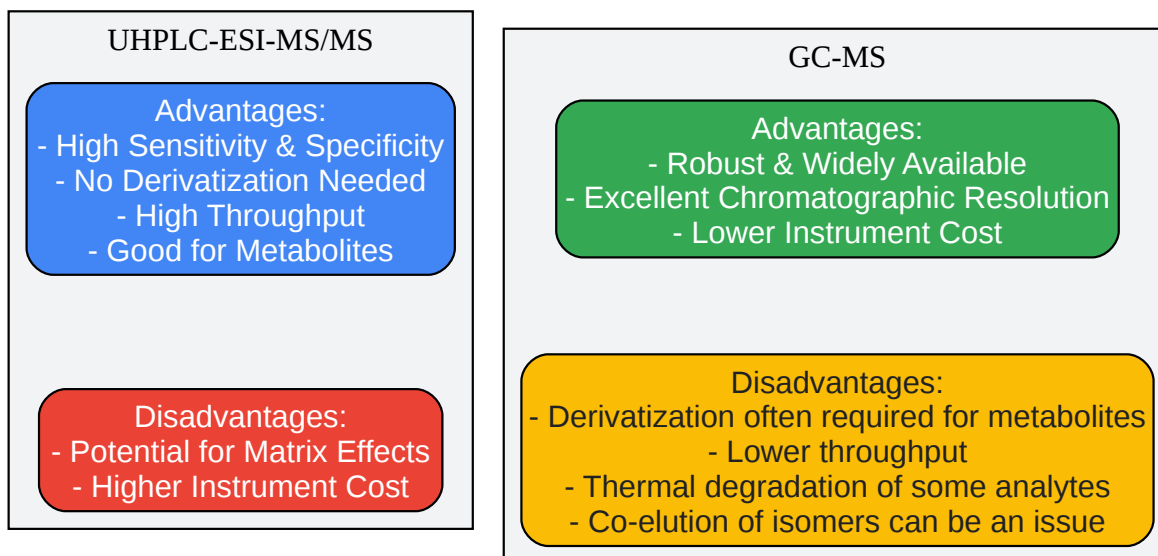 UHPLC-ESI-MS/MS
Advantages:
- High Sensitivity & Specificity
- No Derivatization Needed
- High Throughput
- Good for Metabolites
Disadvantages:
- Potential for Matrix Effects
- Higher Instrument Cost
GC-MS
Advantages:
- Robust & Widely Available
- Excellent Chromatographic Resolution
- Lower Instrument Cost
Disadvantages:
- Derivatization often required for metabolites
- Lower throughput
- Thermal degradation of some analytes
- Co-elution of isomers can be an issue